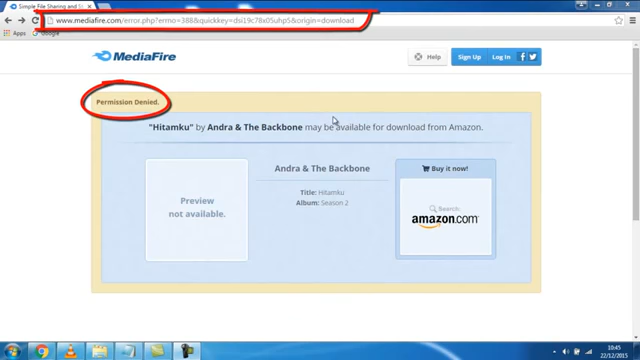 Simple File Sharing and S
www.mediafire.com/error.php?errno=388&quickkey=dsi19c78x05uhp5&origin=download
Apps Google
MediaFire
Help Sign Up Log In
Permission Denied.
"Hitamku" by Andra & The Backbone may be available for download from Amazon.
Preview
not available.
Andra & The Backbone
Title: Hitamku
Album: Season 2
Buy it now!
Search:
amazon.com
10:45
22/12/2015